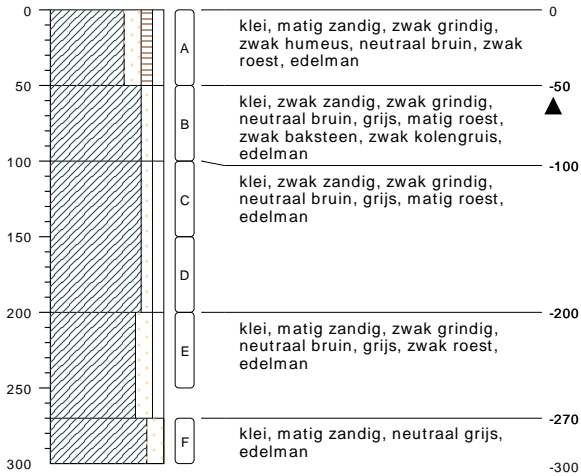 0
50
100
150
200
250
300
A
B
C
D
E
F
klei, matig zandig, zwak grindig,
zwak humeus, neutraal bruin, zwak
roest, edelman
klei, zwak zandig, zwak grindig,
neutraal bruin, grijs, matig roest,
zwak baksteen, zwak kolengruis,
edelman
klei, zwak zandig, zwak grindig,
neutraal bruin, grijs, matig roest,
edelman
klei, matig zandig, zwak grindig,
neutraal bruin, grijs, zwak roest,
edelman
klei, matig zandig, neutraal grijs,
edelman
0
-50
-100
-200
-270
-300